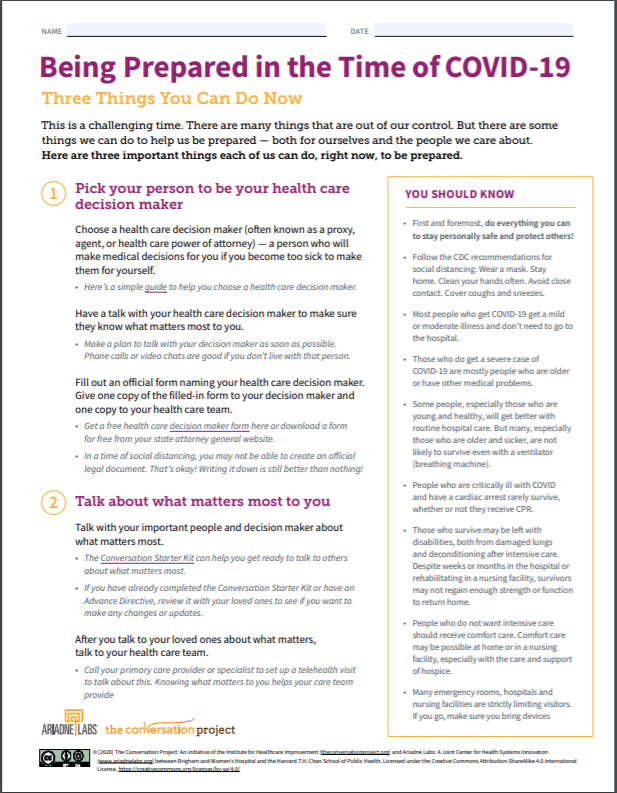 NAME
DATE
Being Prepared in the Time of COVID-19
Three Things You Can Do Now
This is a challenging time. There are many things that are out of our control. But there are some
things we can do to help us be prepared — both for ourselves and the people we care about.
Here are three important things each of us can do, right now, to be prepared.
1
Pick your person to be your health care
decision maker
Choose a health care decision maker (often known as a proxy,
agent, or health care power of attorney) — a person who will
make medical decisions for you if you become too sick to make
them for yourself.
• Here's a simple guide to help you choose a health care decision maker.
Have a talk with your health care decision maker to make sure
they know what matters most to you.
• Make a plan to talk with your decision maker as soon as possible.
Phone calls or video chats are good if you don't live with that person.
Fill out an official form naming your health care decision maker.
Give one copy of the filled-in form to your decision maker and
one copy to your health care team.
• Get a free health care decision maker form here or download a form
for free from your state attorney general website.
• In a time of social distancing, you may not be able to create an official
legal document. That's okay! Writing it down is still better than nothing!
2
Talk about what matters most to you
Talk with your important people and decision maker about
what matters most.
• The Conversation Starter Kit can help you get ready to talk to others
about what matters most.
• If you have already completed the Conversation Starter Kit or have an
Advance Directive, review it with your loved ones to see if you want to
make any changes or updates.
After you talk to your loved ones about what matters,
talk to your health care team.
• Call your primary care provider or specialist to set up a telehealth visit
to talk about this. Knowing what matters to you helps your care team
provide
YOU SHOULD KNOW
• First and foremost, do everything you can
to stay personally safe and protect others!
• Follow the CDC recommendations for
social distancing: Wear a mask. Stay
home. Clean your hands often. Avoid close
contact. Cover coughs and sneezes.
• Most people who get COVID-19 get a mild
or moderate illness and don't need to go to
the hospital.
• Those who do get a severe case of
COVID-19 are mostly people who are older
or have other medical problems.
• Some people, especially those who are
young and healthy, will get better with
routine hospital care. But many, especially
those who are older and sicker, are not
likely to survive even with a ventilator
(breathing machine).
• People who are critically ill with COVID
and have a cardiac arrest rarely survive,
whether or not they receive CPR.
• Those who survive may be left with
disabilities, both from damaged lungs
and deconditioning after intensive care.
Despite weeks or months in the hospital or
rehabilitating in a nursing facility, survivors
may not regain enough strength or function
to return home.
• People who do not want intensive care
should receive comfort care. Comfort care
may be possible at home or in a nursing
facility, especially with the care and support
of hospice.
• Many emergency rooms, hospitals and
nursing facilities are strictly limiting visitors.
If you go, make sure you bring devices
ARIADNE LABS
the conversation project
© [2020] The Conversation Project: An initiative of the Institute for Healthcare Improvement (theconversationproject.org) and Ariadne Labs: A Joint Center for Health Systems Innovation
(www.ariadnelabs.org) between Brigham and Women's Hospital and the Harvard T.H. Chan School of Public Health. Licensed under the Creative Commons Attribution-ShareAlike 4.0 International
License, https://creativecommons.org/licenses/by-sa/4.0/